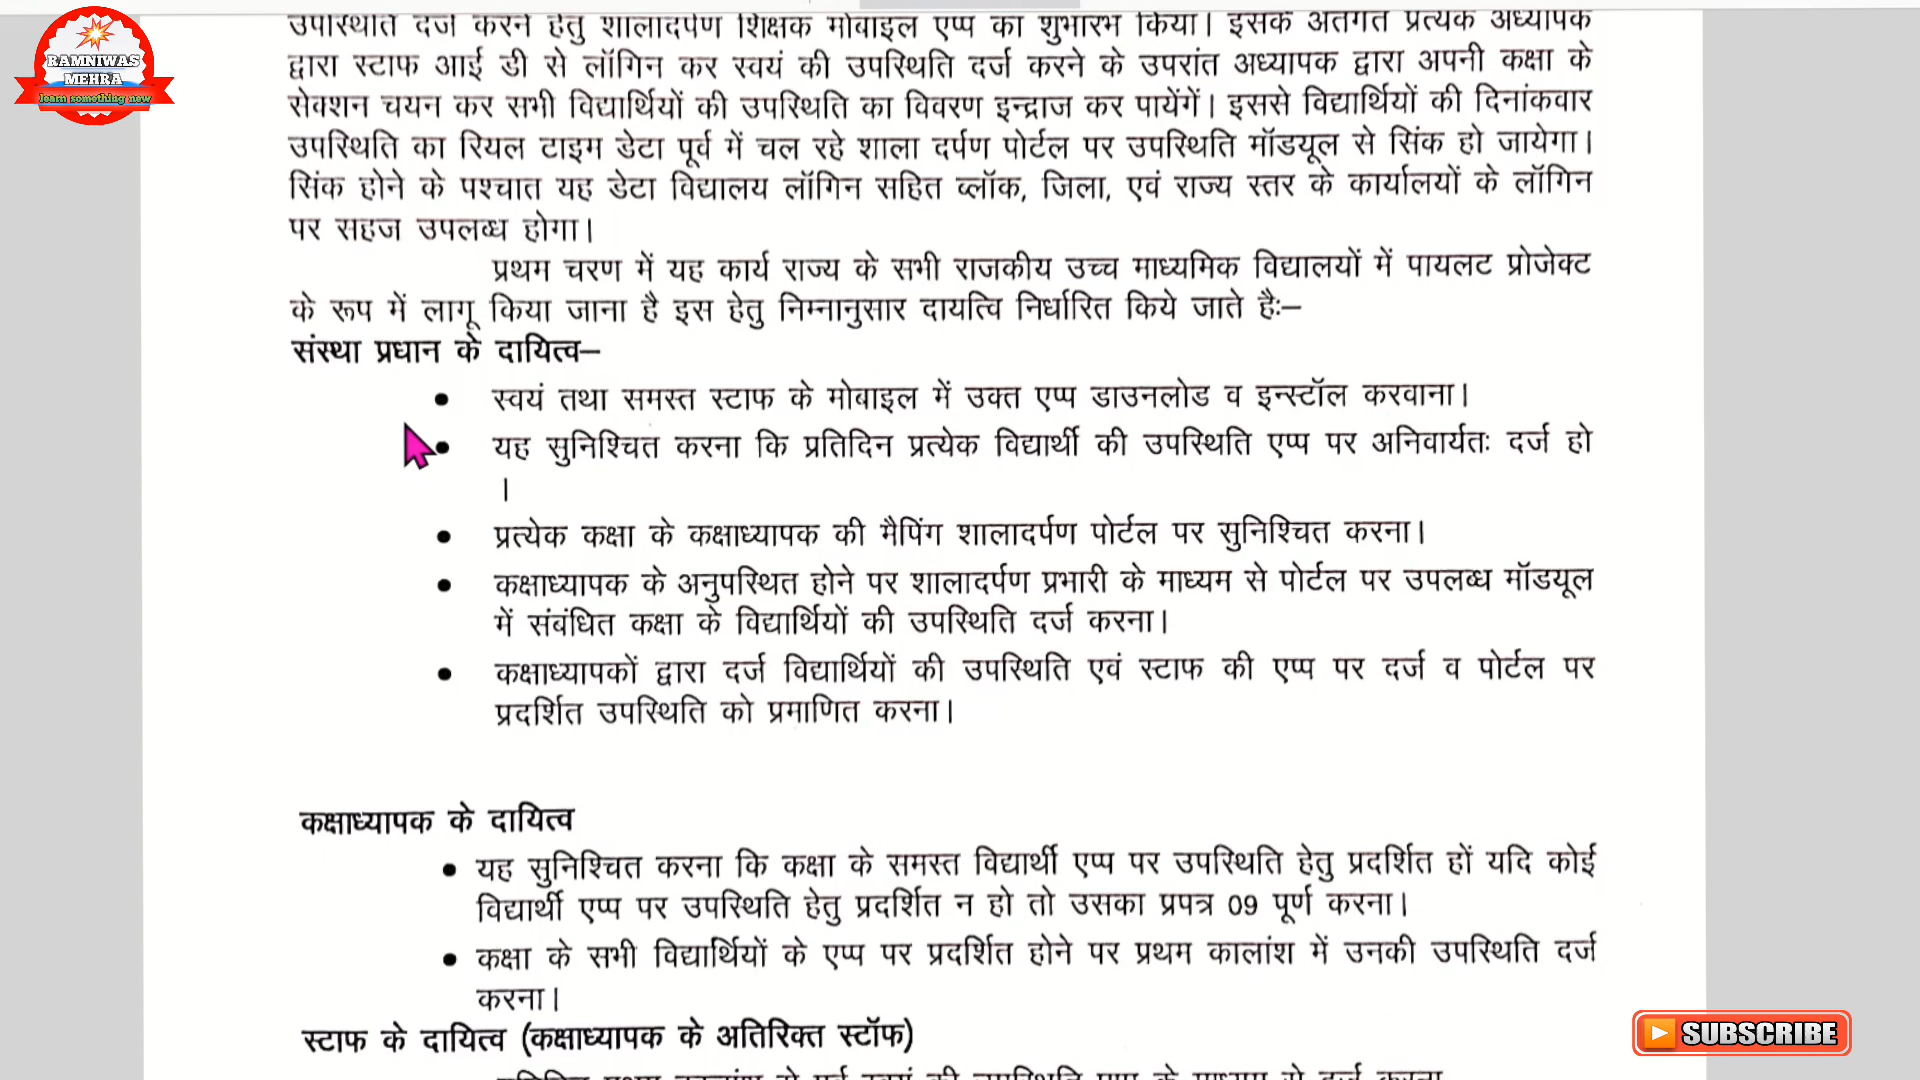 उपस्थिति दर्ज करने हेतु शालादर्पण शिक्षक मोबाइल एप्प का शुभारंभ किया। इसके अंतर्गत प्रत्येक अध्यापक
द्वारा स्टाफ आई डी से लॉगिन कर स्वयं की उपस्थिति दर्ज करने के उपरांत अध्यापक द्वारा अपनी कक्षा के
सेक्शन चयन कर सभी विद्यार्थियों की उपस्थिति का विवरण इन्द्राज कर पायेंगें। इससे विद्यार्थियों की दिनांकवार
उपस्थिति का रियल टाइम डेटा पूर्व में चल रहे शाला दर्पण पोर्टल पर उपस्थिति मॉडयूल से सिंक हो जायेगा।
सिंक होने के पश्चात यह डेटा विद्यालय लॉगिन सहित ब्लॉक, जिला, एवं राज्य स्तर के कार्यालयों के लॉगिन
पर सहज उपलब्ध होगा।
प्रथम चरण में यह कार्य राज्य के सभी राजकीय उच्च माध्यमिक विद्यालयों में पायलट प्रोजेक्ट
के रूप में लागू किया जाना है इस हेतु निम्नानुसार दायत्वि निर्धारित किये जाते हैः–
संस्था प्रधान के दायित्व–
• स्वयं तथा समस्त स्टाफ के मोबाइल में उक्त एप्प डाउनलोड व इन्स्टॉल करवाना।
• यह सुनिश्चित करना कि प्रतिदिन प्रत्येक विद्यार्थी की उपस्थिति एप्प पर अनिवार्यतः दर्ज हो
।
• प्रत्येक कक्षा के कक्षाध्यापक की मैपिंग शालादर्पण पोर्टल पर सुनिश्चित करना।
• कक्षाध्यापक के अनुपस्थित होने पर शालादर्पण प्रभारी के माध्यम से पोर्टल पर उपलब्ध मॉडयूल
में संबंधित कक्षा के विद्यार्थियों की उपस्थिति दर्ज करना।
• कक्षाध्यापकों द्वारा दर्ज विद्यार्थियों की उपस्थिति एवं स्टाफ की एप्प पर दर्ज व पोर्टल पर
प्रदर्शित उपस्थिति को प्रमाणित करना।
कक्षाध्यापक के दायित्व
• यह सुनिश्चित करना कि कक्षा के समस्त विद्यार्थी एप्प पर उपस्थिति हेतु प्रदर्शित हों यदि कोई
विद्यार्थी एप्प पर उपस्थिति हेतु प्रदर्शित न हो तो उसका प्रपत्र 09 पूर्ण करना।
• कक्षा के सभी विद्यार्थियों के एप्प पर प्रदर्शित होने पर प्रथम कालांश में उनकी उपस्थिति दर्ज
करना।
स्टाफ के दायित्व (कक्षाध्यापक के अतिरिक्त स्टॉफ)
RAMNIWAS
MEHRA
learn something new
SUBSCRIBE